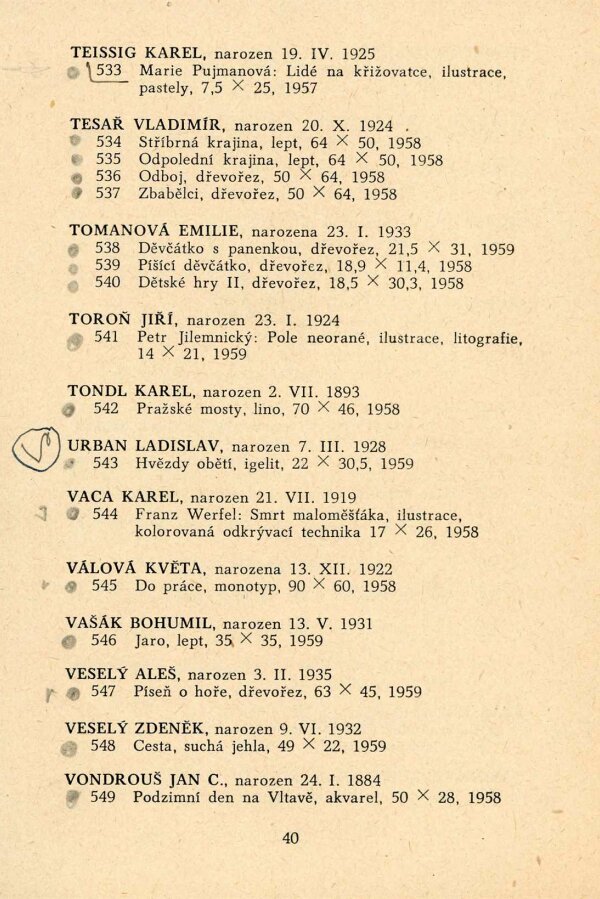 TEISSIG KAREL, narozen 19. IV. 1925
533 Marie Pujmanová: Lidé na křižovatce, ilustrace,
pastely, 7,5 × 25, 1957
TESAŘ VLADIMÍR, narozen 20. X. 1924
534 Stříbrná krajina, lept, 64 × 50, 1958
535 Odpolední krajina, lept, 64 × 50, 1958
536 Odboj, dřevořez, 50 × 64, 1958
537 Zbabělci, dřevořez, 50 × 64, 1958
TOMANOVÁ EMILIE, narozena 23. I. 1933
538 Děvčátko s panenkou, dřevořez, 21,5 × 31, 1959
539 Píšící děvčátko, dřevořez, 18,9 × 11,4, 1958
540 Dětské hry II, dřevořez, 18,5 × 30,3, 1958
TOROŇ JIŘÍ, narozen 23. I. 1924
541 Petr Jilemnický: Pole neorané, ilustrace, litografie,
14 × 21, 1959
TONDL KAREL, narozen 2. VII. 1893
542 Pražské mosty, lino, 70 × 46, 1958
URBAN LADISLAV, narozen 7. III. 1928
543 Hvězdy obětí, igelit, 22 × 30,5, 1959
VACA KAREL, narozen 21. VII. 1919
544 Franz Werfel: Smrt maloměšťáka, ilustrace,
kolorovaná odkrývací technika 17 × 26, 1958
VÁLOVÁ KVĚTA, narozena 13. XII. 1922
545 Do práce, monotyp, 90 × 60, 1958
VAŠÁK BOHUMIL, narozen 13. V. 1931
546 Jaro, lept, 35 × 35, 1959
VESELÝ ALEŠ, narozen 3. II. 1935
547 Píseň o hoře, dřevořez, 63 × 45, 1959
VESELÝ ZDENĚK, narozen 9. VI. 1932
548 Cesta, suchá jehla, 49 × 22, 1959
VONDROUŠ JAN C., narozen 24. I. 1884
549 Podzimní den na Vltavě, akvarel, 50 × 28, 1958
40